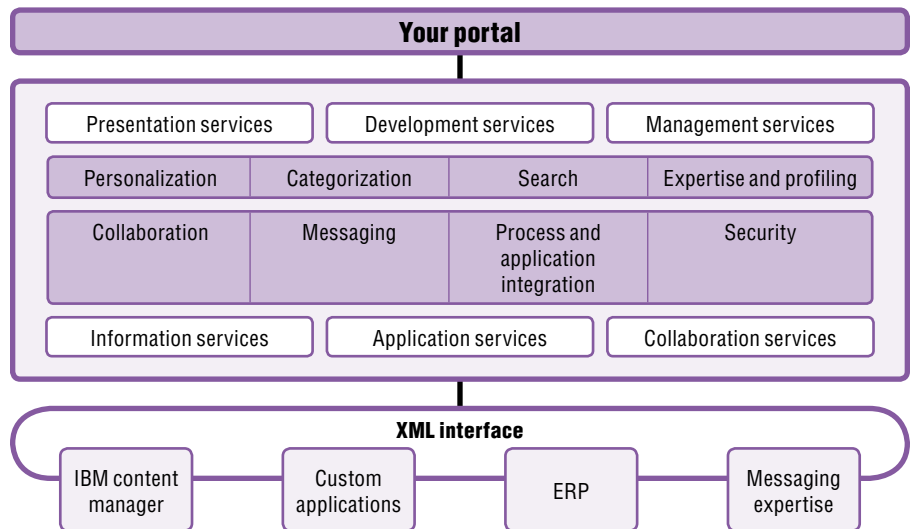 Your portal
Presentation services
Development services
Management services
Personalization
Categorization
Search
Expertise and profiling
Collaboration
Messaging
Process and
application
integration
Security
Information services
Application services
Collaboration services
XML interface
IBM content
manager
Custom
applications
ERP
Messaging
expertise